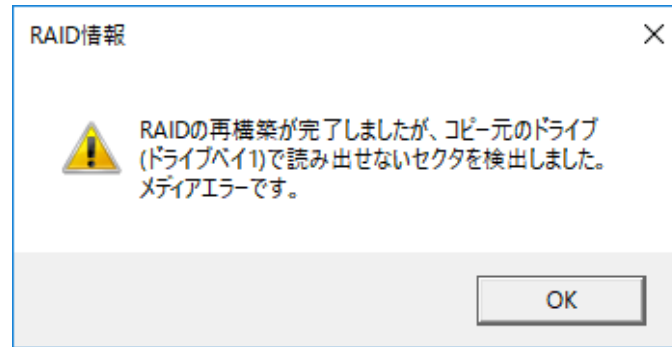 RAID情報
RAIDの再構築が完了しましたが、コピー元のドライブ
(ドライブベイ1)で読み出せないセクタを検出しました。
メディアエラーです。
OK